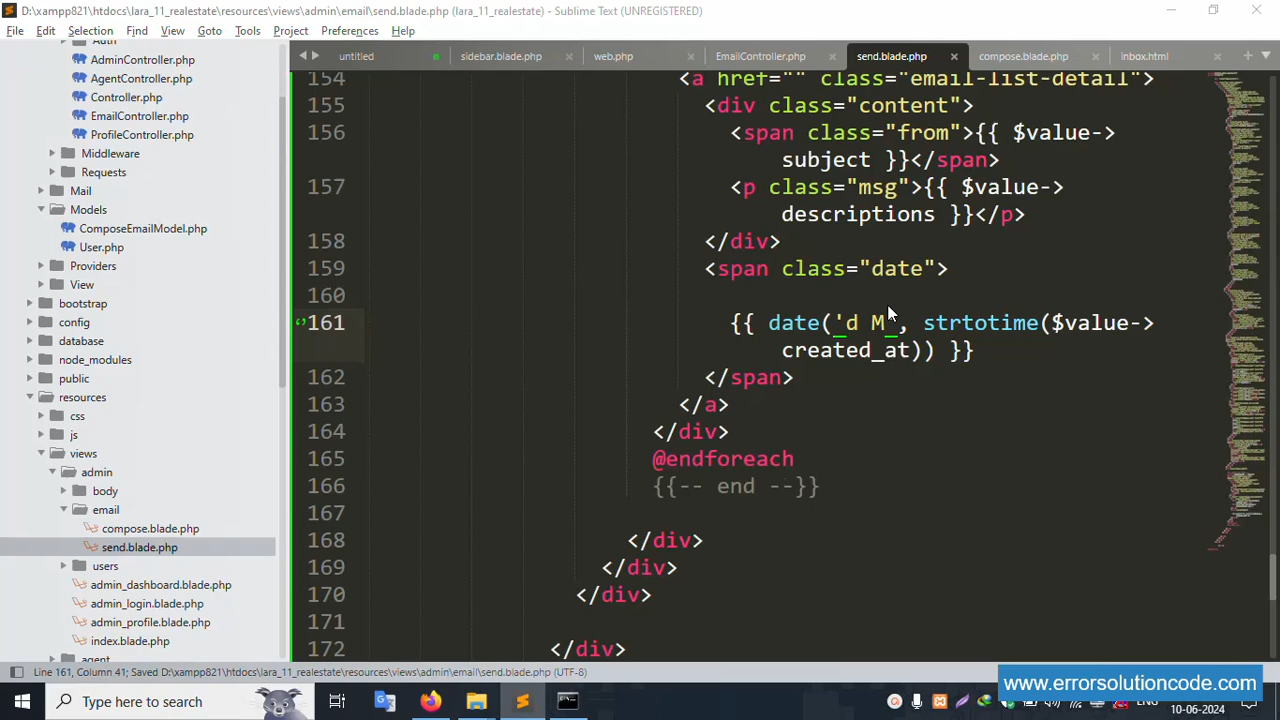 D:\xampp821\htdocs\lara_11_realestate\resources\views\admin\email\send.blade.php (lara_11_realestate) - Sublime Text (UNREGISTERED)
File Edit Selection Find View Goto Tools Project Preferences Help
untitled sidebar.blade.php web.php EmailController.php send.blade.php compose.blade.php inbox.html
Auth
AdminController.php
AgentController.php
Controller.php
EmailController.php
ProfileController.php
Middleware
Requests
Mail
Models
ComposeEmailModel.php
User.php
Providers
View
bootstrap
config
database
node_modules
public
resources
css
js
views
admin
body
email
compose.blade.php
send.blade.php
users
admin_dashboard.blade.php
admin_login.blade.php
admin_profile.blade.php
index.blade.php
agent
154 <a href="" class="email-list-detail">
155 <div class="content">
156 <span class="from">{{ $value->
subject }}</span>
157 <p class="msg">{{ $value->
descriptions }}</p>
158 </div>
159 <span class="date">
160
161 {{ date('d M', strtotime($value->
created_at)) }}
162 </span>
163 </a>
164 </div>
165 @endforeach
166 {{-- end --}}
167
168 </div>
169 </div>
170 </div>
171
172 </div>
Line 161, Column 41; Saved D:\xampp821\htdocs\lara_11_realestate\resources\views\admin\email\send.blade.php (UTF-8)
www.errorsolutioncode.com
Type here to search
ENG
10-06-2024